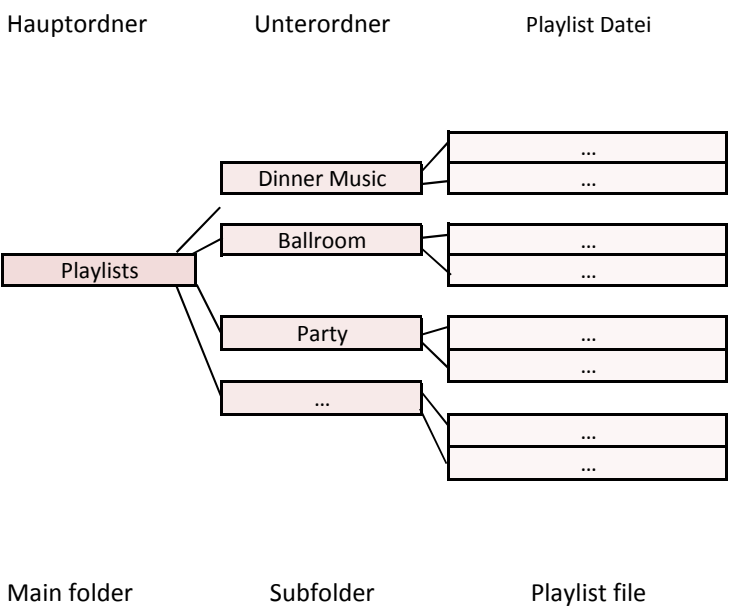 Hauptordner Unterordner Playlist Datei
...
Dinner Music ...
Ballroom ...
Playlists ...
Party ...
...
...
...
...
Main folder Subfolder Playlist file